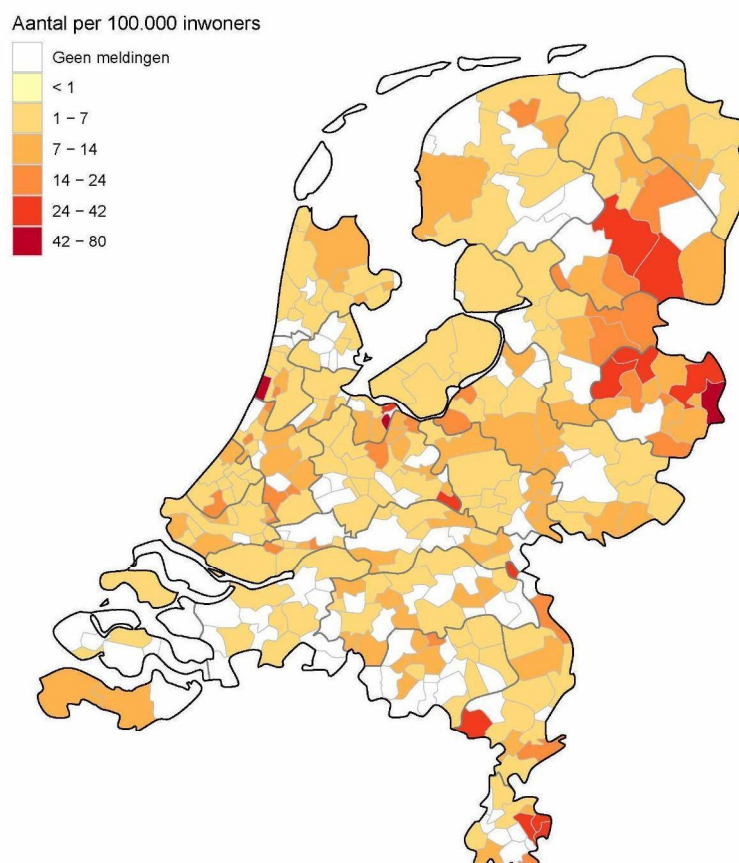 Aantal per 100.000 inwoners
Geen meldingen
< 1
1 – 7
7 – 14
14 – 24
24 – 42
42 – 80